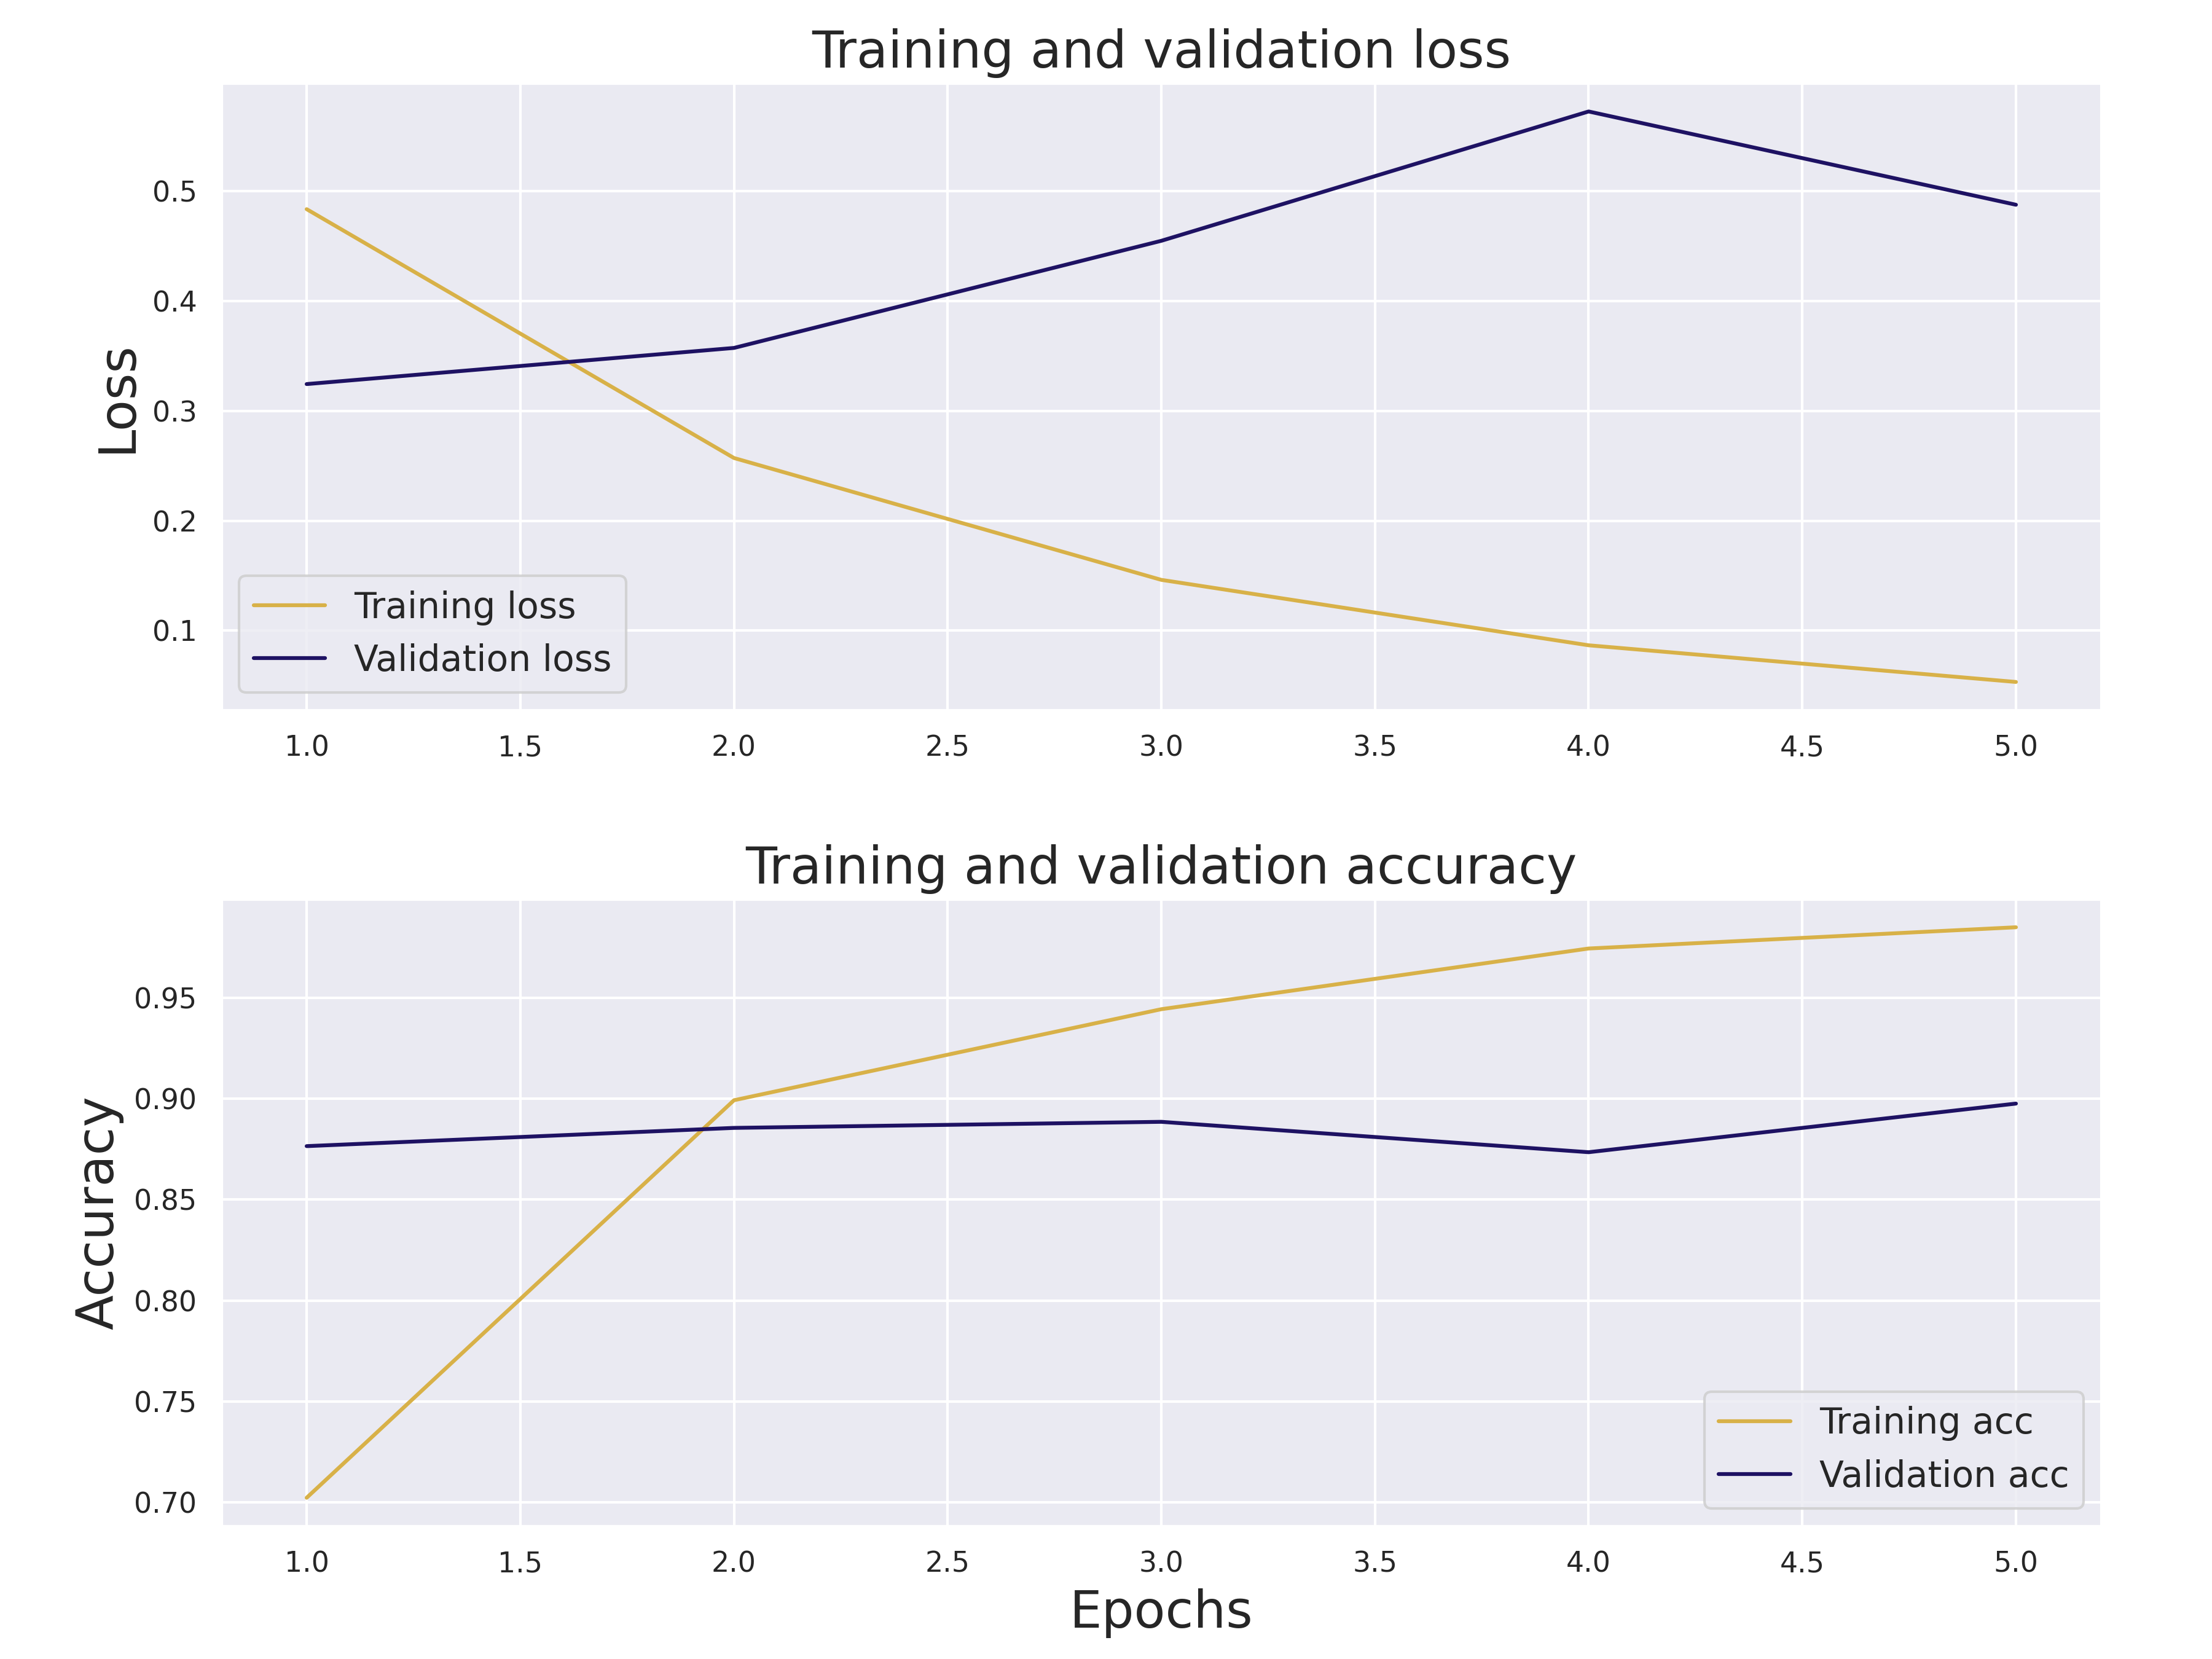 Training and validation loss
Loss
0.5
0.4
0.3
0.2
0.1
Training loss
Validation loss
1.0 1.5 2.0 2.5 3.0 3.5 4.0 4.5 5.0
Training and validation accuracy
Accuracy
0.95
0.90
0.85
0.80
0.75
0.70
Training acc
Validation acc
1.0 1.5 2.0 2.5 3.0 3.5 4.0 4.5 5.0
Epochs